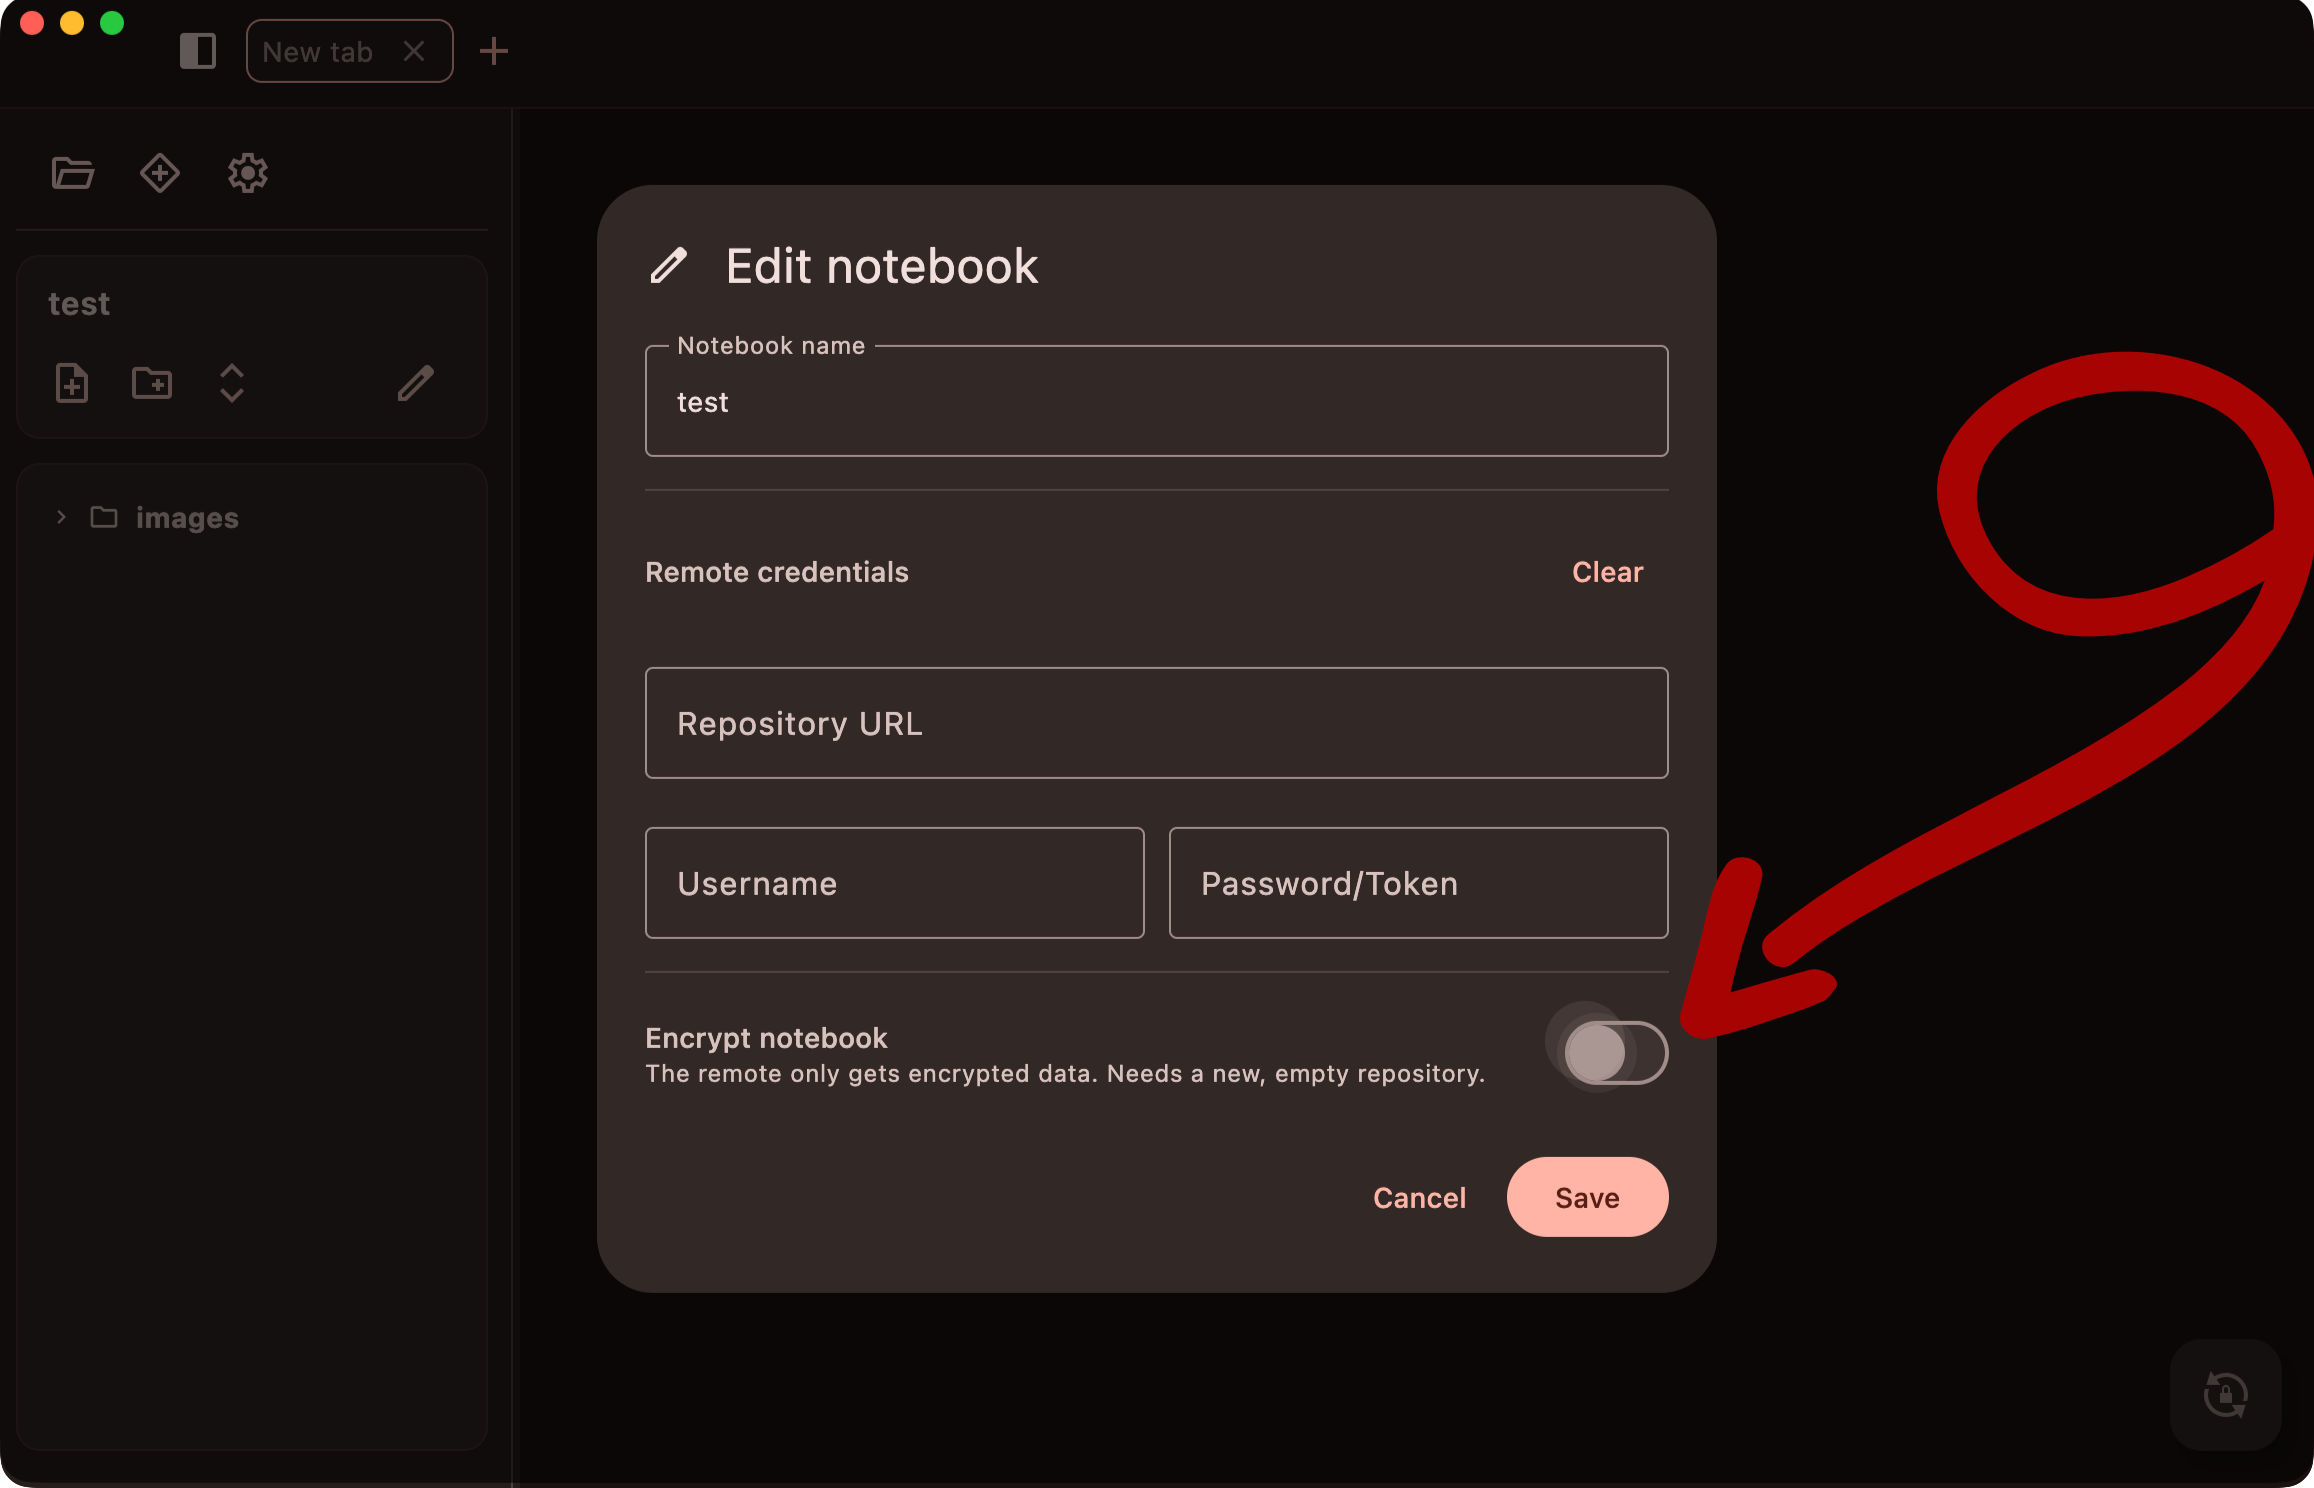 New tab
test
images
Edit notebook
Notebook name
test
Remote credentials
Clear
Repository URL
Username
Password/Token
Encrypt notebook
The remote only gets encrypted data. Needs a new, empty repository.
Cancel
Save